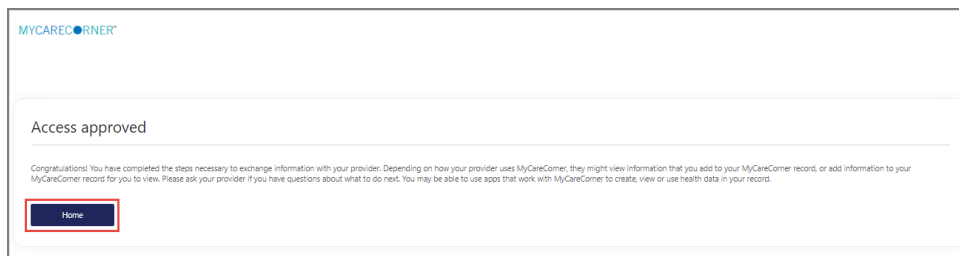 MYCARECORNER™
Access approved
Congratulations! You have completed the steps necessary to exchange information with your provider. Depending on how your provider uses MyCareCorner, they might view information that you add to your MyCareCorner record, or add information to your
MyCareCorner record for you to view. Please ask your provider if you have questions about what to do next. You may be able to use apps that work with MyCareCorner to create, view or use health data in your record.
Home